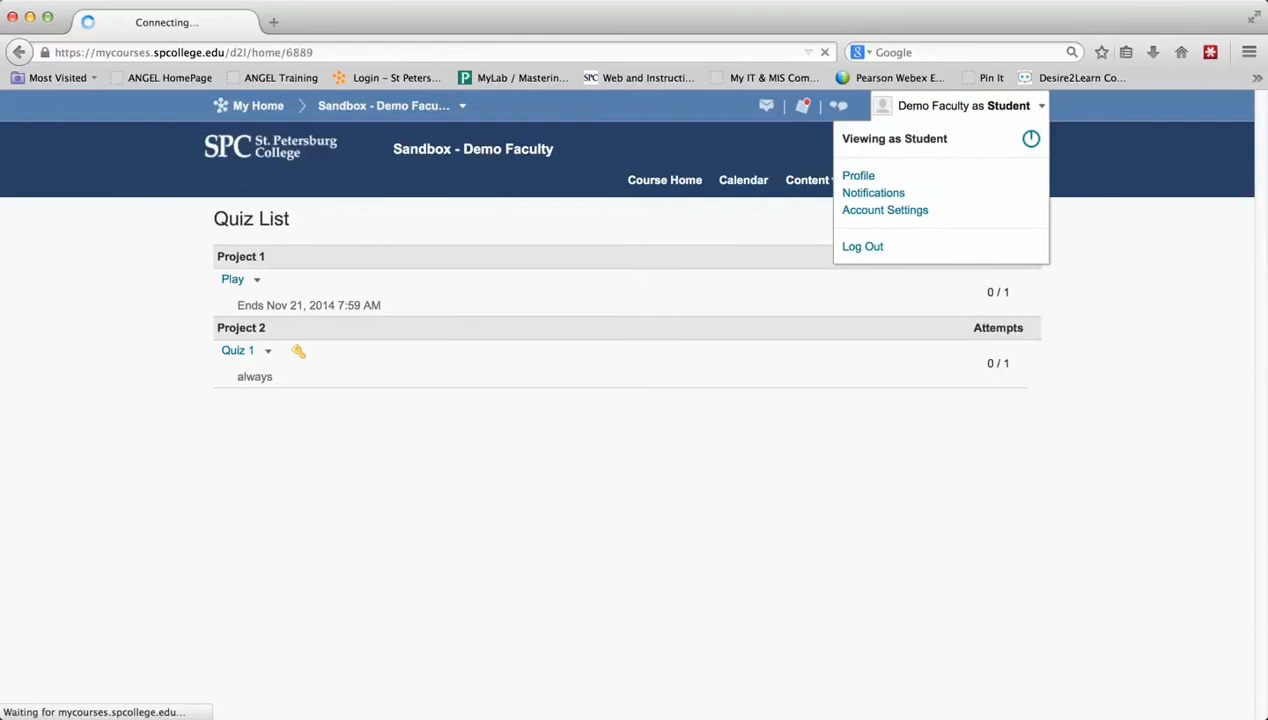 Connecting...
https://mycourses.spcollege.edu/d2l/home/6889
Google
Most Visited
ANGEL HomePage
ANGEL Training
Login – St Peters...
MyLab / Mastering...
SPC Web and Instructi...
My IT & MIS Com...
Pearson Webex E...
Pin It
Desire2Learn Co...
My Home
Sandbox - Demo Facu...
Demo Faculty as Student
SPC St. Petersburg College
Sandbox - Demo Faculty
Viewing as Student
Course Home
Calendar
Content
Profile
Notifications
Account Settings
Log Out
Quiz List
Project 1
Play
0 / 1
Ends Nov 21, 2014 7:59 AM
Project 2
Attempts
Quiz 1
0 / 1
always
Waiting for mycourses.spcollege.edu...